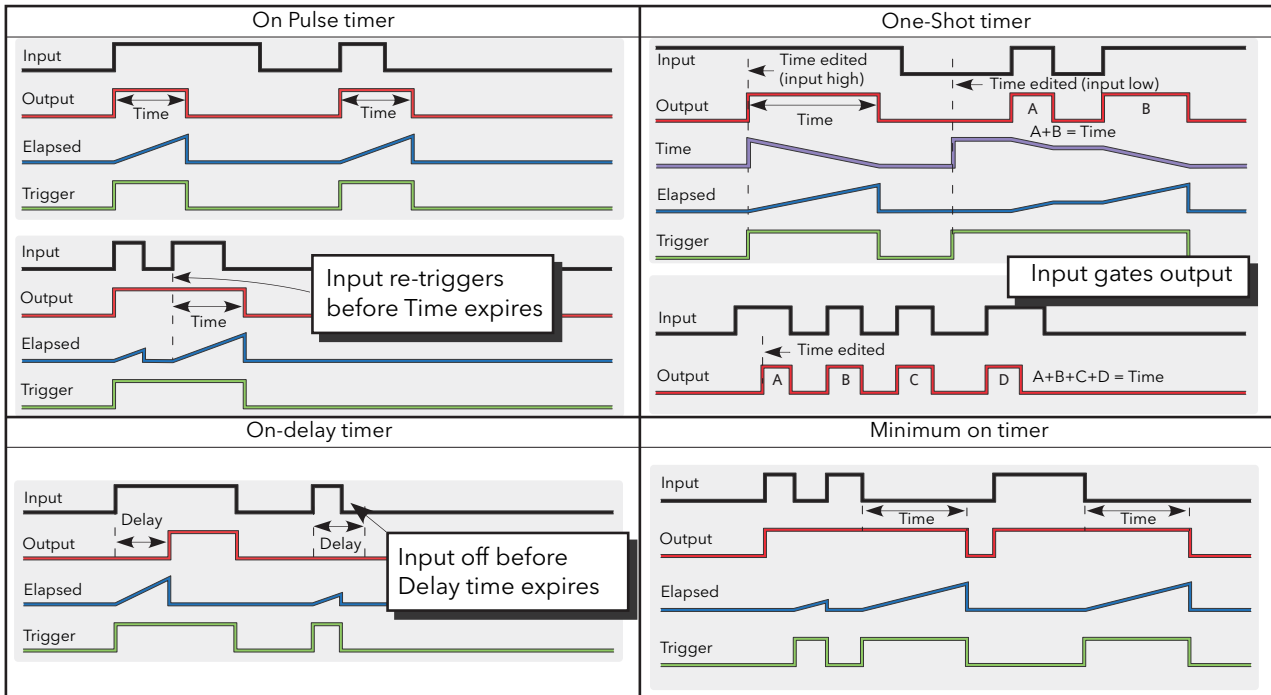 On Pulse timer
Input
Output
Time
Time
Elapsed
Trigger
Input
Input re-triggers
before Time expires
Output
Time
Elapsed
Trigger
One-Shot timer
Input
Time edited
(input high)
Time edited (input low)
Output
Time
A
B
A+B = Time
Time
Elapsed
Trigger
Input gates output
Input
Time edited
Output
A
B
C
D
A+B+C+D = Time
On-delay timer
Input
Delay
Output
Delay
Input off before
Delay time expires
Elapsed
Trigger
Minimum on timer
Input
Time
Time
Output
Elapsed
Trigger